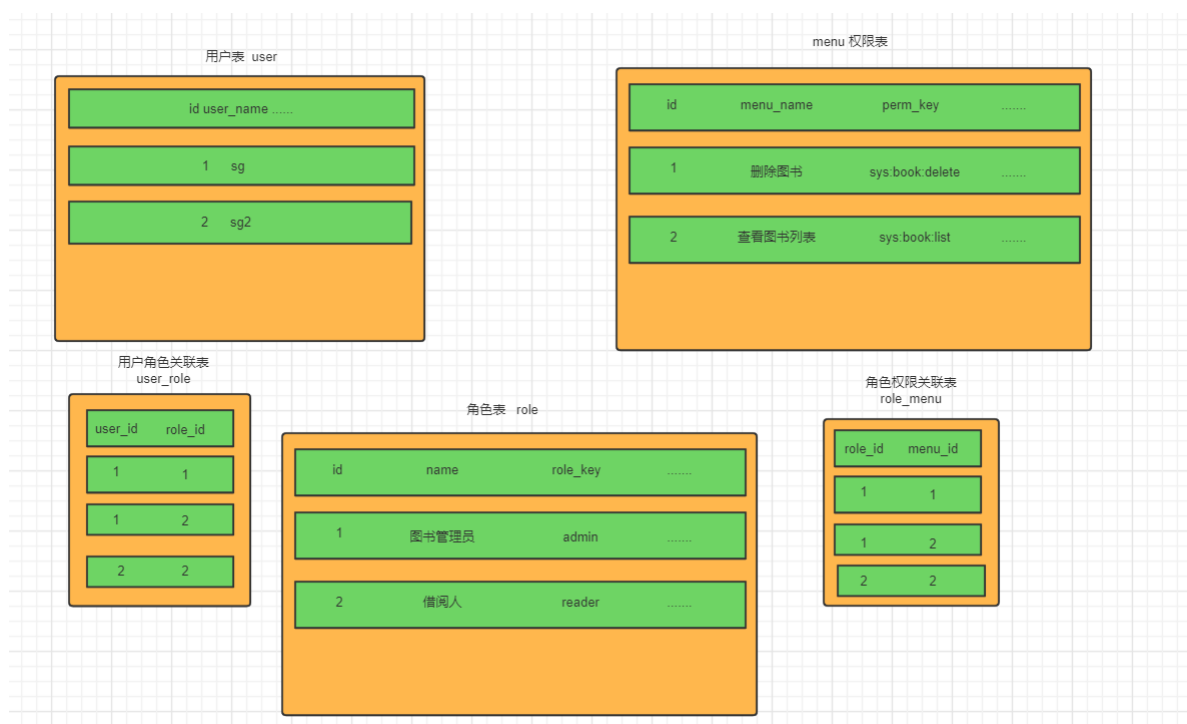 用户表 user
id user_name ......
1 sg
2 sg2
menu 权限表
id menu_name perm_key .......
1 删除图书 sys:book:delete .......
2 查看图书列表 sys:book:list .......
用户角色关联表
user_role
user_id role_id
1 1
1 2
2 2
角色表 role
id name role_key .......
1 图书管理员 admin .......
2 借阅人 reader .......
角色权限关联表
role_menu
role_id menu_id
1 1
1 2
2 2